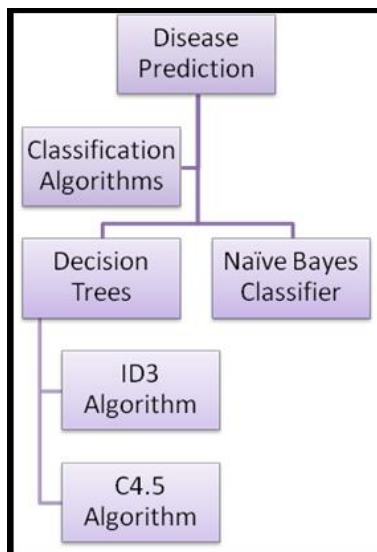 Disease
Prediction
Classification
Algorithms
Decision
Trees
Naïve Bayes
Classifier
ID3
Algorithm
C4.5
Algorithm